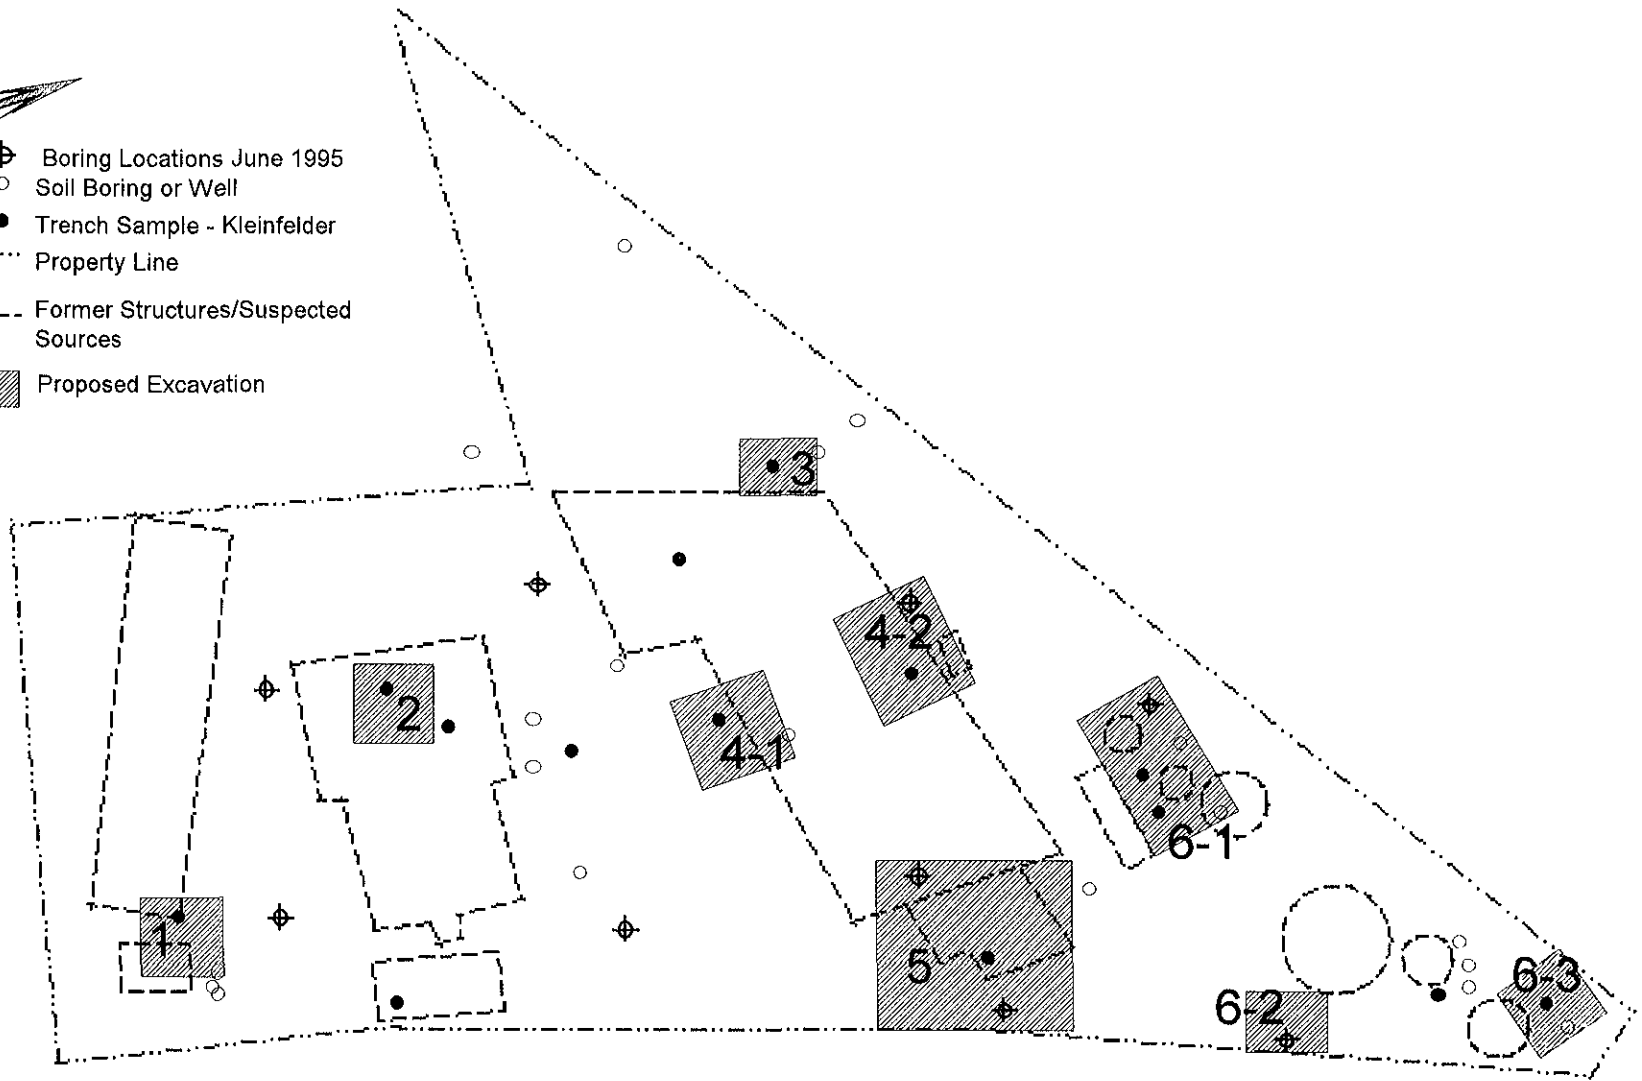 Boring Locations June 1995
Soil Boring or Well
Trench Sample - Kleinfelder
Property Line
Former Structures/Suspected
Sources
Proposed Excavation
3
4-2
2
4-1
6-1
1
5
6-2
6-3